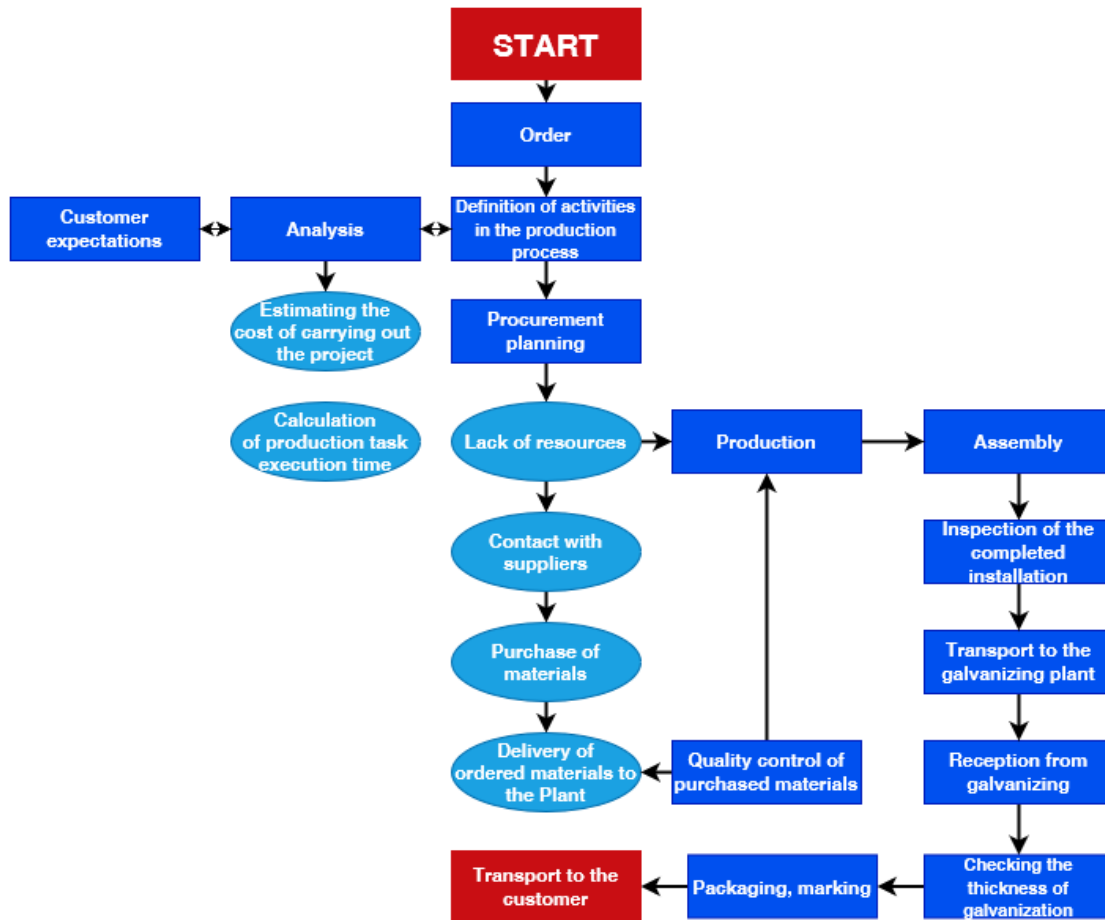 START
Order
Customer
expectations
Analysis
Definition of activities
in the production
process
Estimating the
cost of carrying out
the project
Procurement
planning
Calculation
of production task
execution time
Lack of resources
Production
Assembly
Contact with
suppliers
Inspection of the
completed
installation
Purchase of
materials
Transport to the
galvanizing plant
Delivery of
ordered materials to
the Plant
Quality control of
purchased materials
Reception from
galvanizing
Transport to the
customer
Packaging, marking
Checking the
thickness of
galvanization